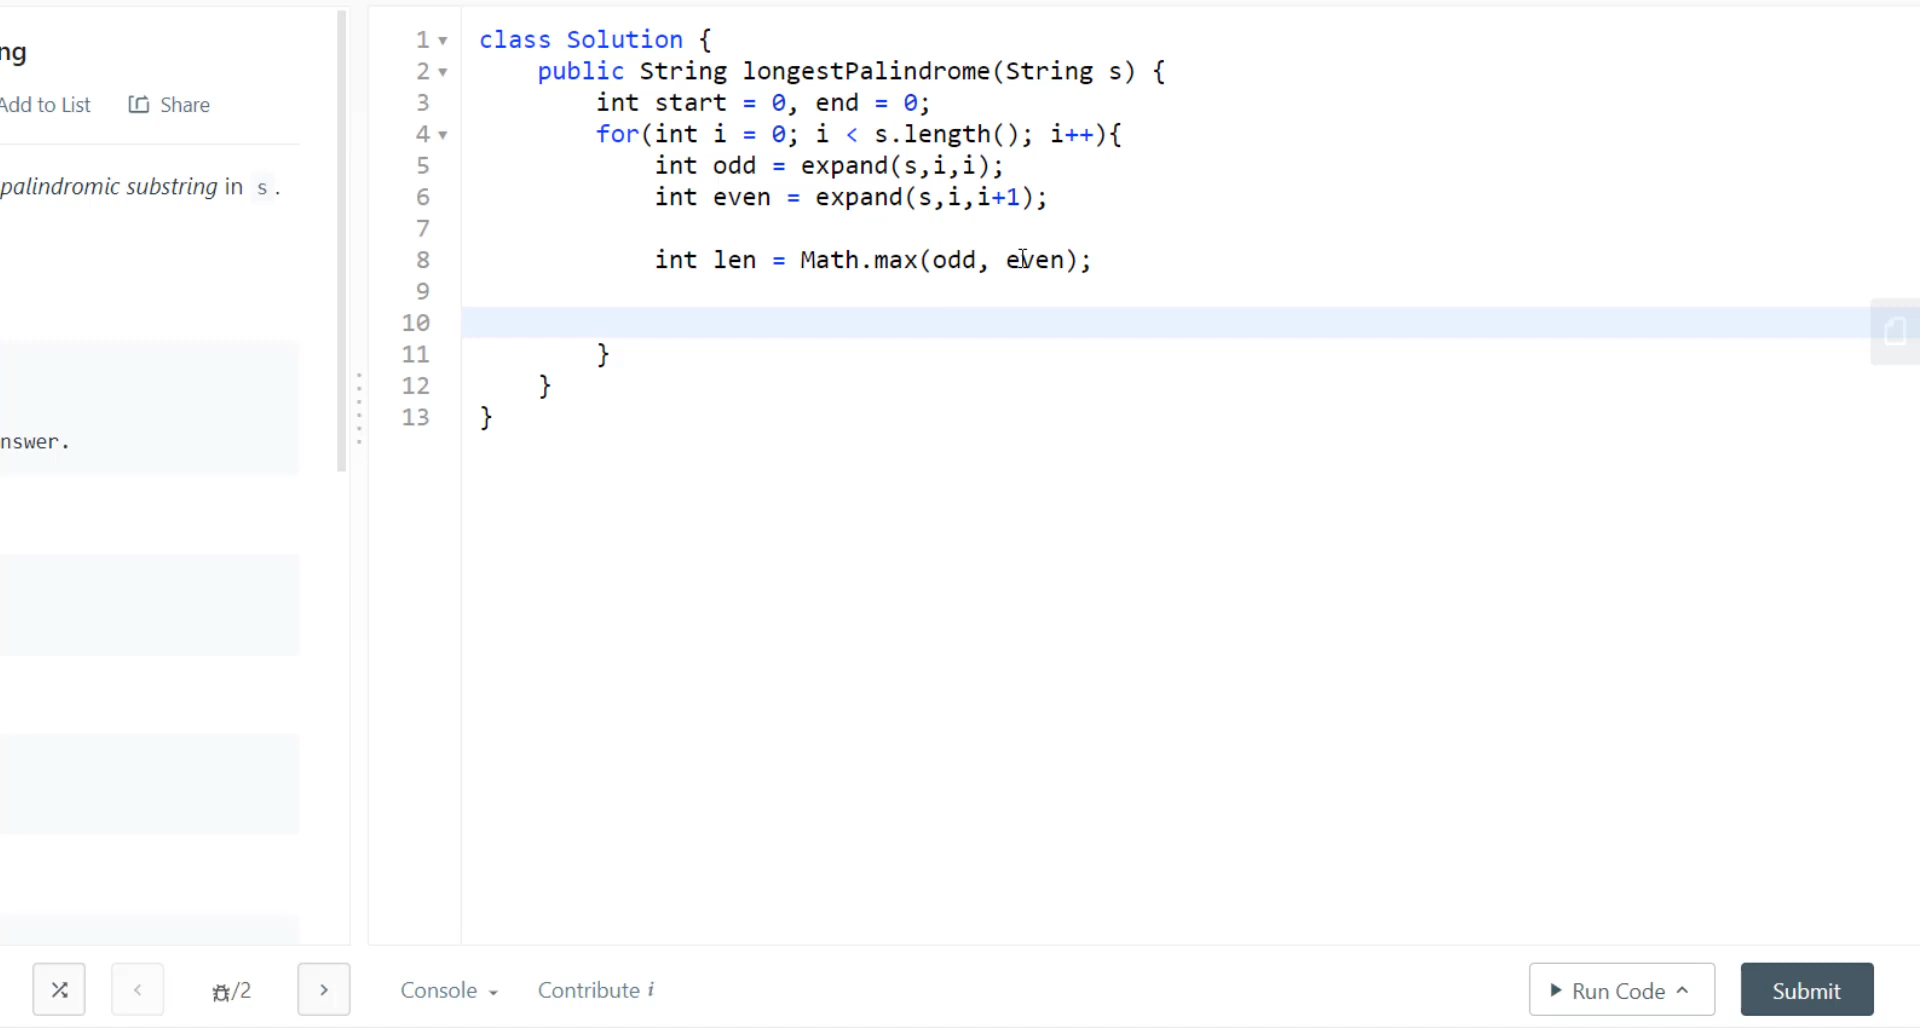 ng
Add to List Share
palindromic substring in s .
nswer.
1 class Solution {
2 public String longestPalindrome(String s) {
3 int start = 0, end = 0;
4 for(int i = 0; i < s.length(); i++){
5 int odd = expand(s,i,i);
6 int even = expand(s,i,i+1);
7
8 int len = Math.max(odd, even);
9
10
11 }
12 }
13 }
/2
Console Contribute i
Run Code Submit